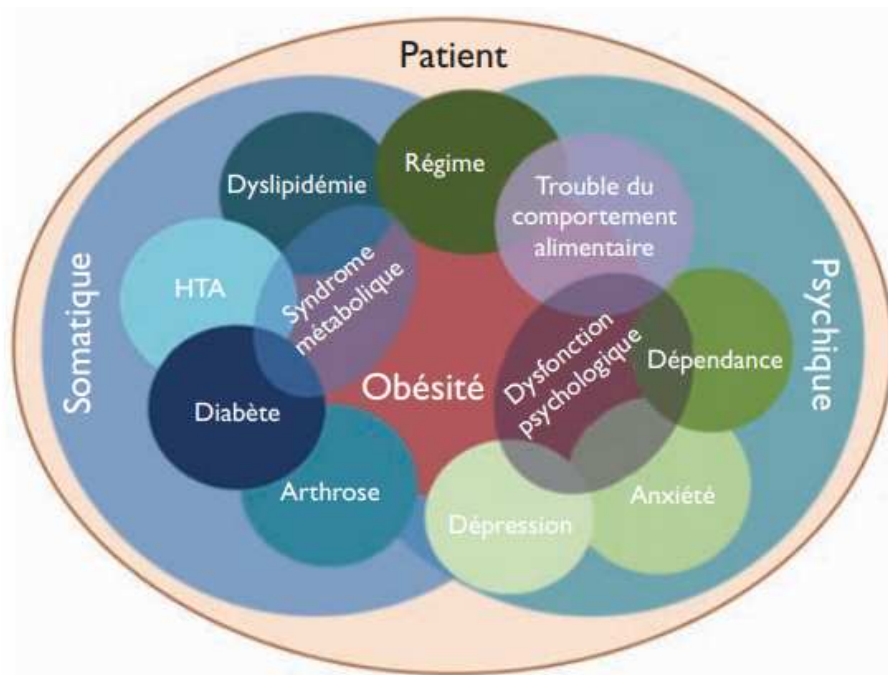 Patient
Somatique
Psychique
Dyslipidémie
Régime
Trouble du
comportement
alimentaire
HTA
Syndrome
métabolique
Obésité
Dysfonction
psychologique
Dépendance
Diabète
Arthrose
Dépression
Anxiété